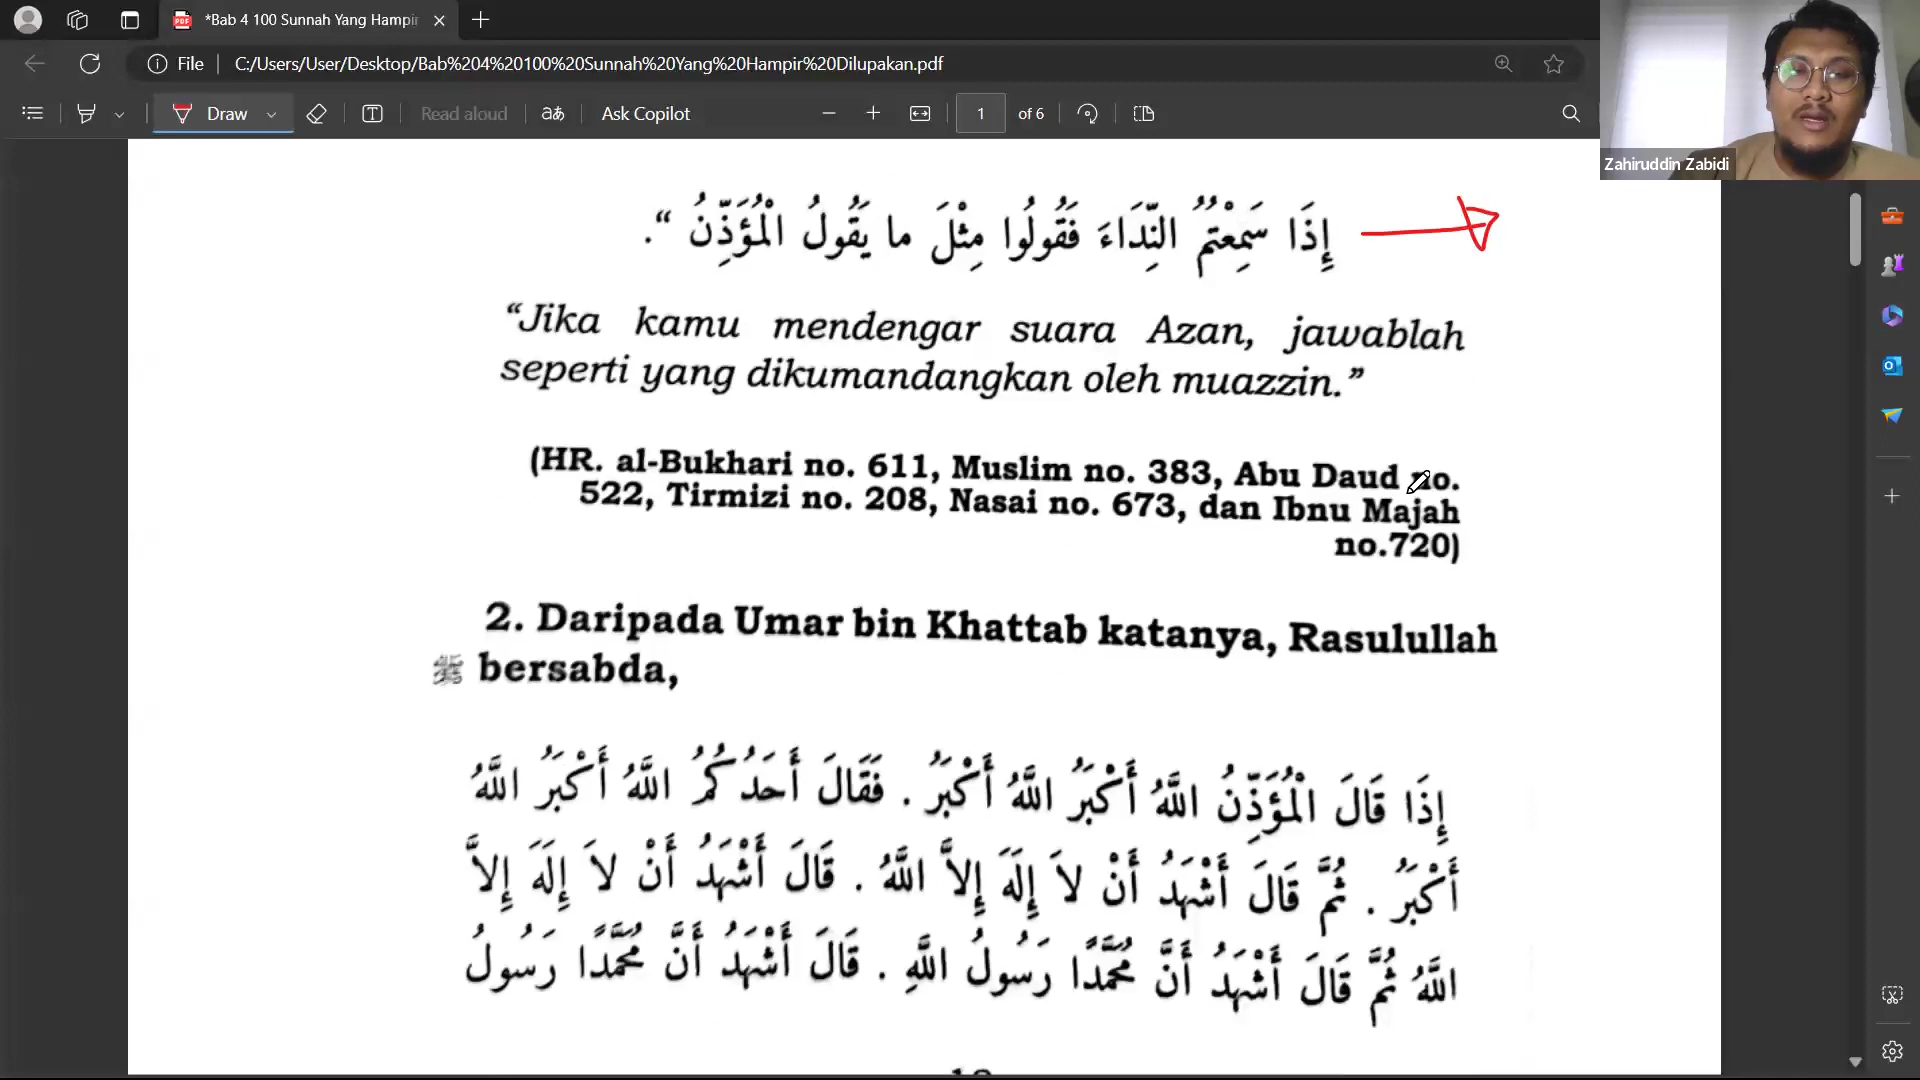 *Bab 4 100 Sunnah Yang Hampir
File
C:/Users/User/Desktop/Bab%204%20100%20Sunnah%20Yang%20Hampir%20Dilupakan.pdf
Draw
Read aloud
aあ
Ask Copilot
1
of 6
Zahiruddin Zabidi
إِذَا سَمِعْتُمُ النِّدَاءَ فَقُولُوا مِثْلَ ما يَقُولُ الْمُؤَذِّنُ “.
“Jika kamu mendengar suara Azan, jawablah
seperti yang dikumandangkan oleh muazzin.”
(HR. al-Bukhari no. 611, Muslim no. 383, Abu Daud no.
522, Tirmizi no. 208, Nasai no. 673, dan Ibnu Majah
no.720)
2. Daripada Umar bin Khattab katanya, Rasulullah
ﷺ bersabda,
إِذَا قَالَ الْمُؤَذِّنُ اللَّهُ أَكْبَرُ اللَّهُ أَكْبَرُ . فَقَالَ أَحَدُكُمُ اللَّهُ أَكْبَرُ اللَّهُ
أَكْبَرُ . ثُمَّ قَالَ أَشْهَدُ أَنْ لاَ إِلَهَ إِلاَّ اللَّهُ . قَالَ أَشْهَدُ أَنْ لاَ إِلَهَ إِلاَّ
اللَّهُ ثُمَّ قَالَ أَشْهَدُ أَنَّ مُحَمَّدًا رَسُولُ اللَّهِ . قَالَ أَشْهَدُ أَنَّ مُحَمَّدًا رَسُولُ